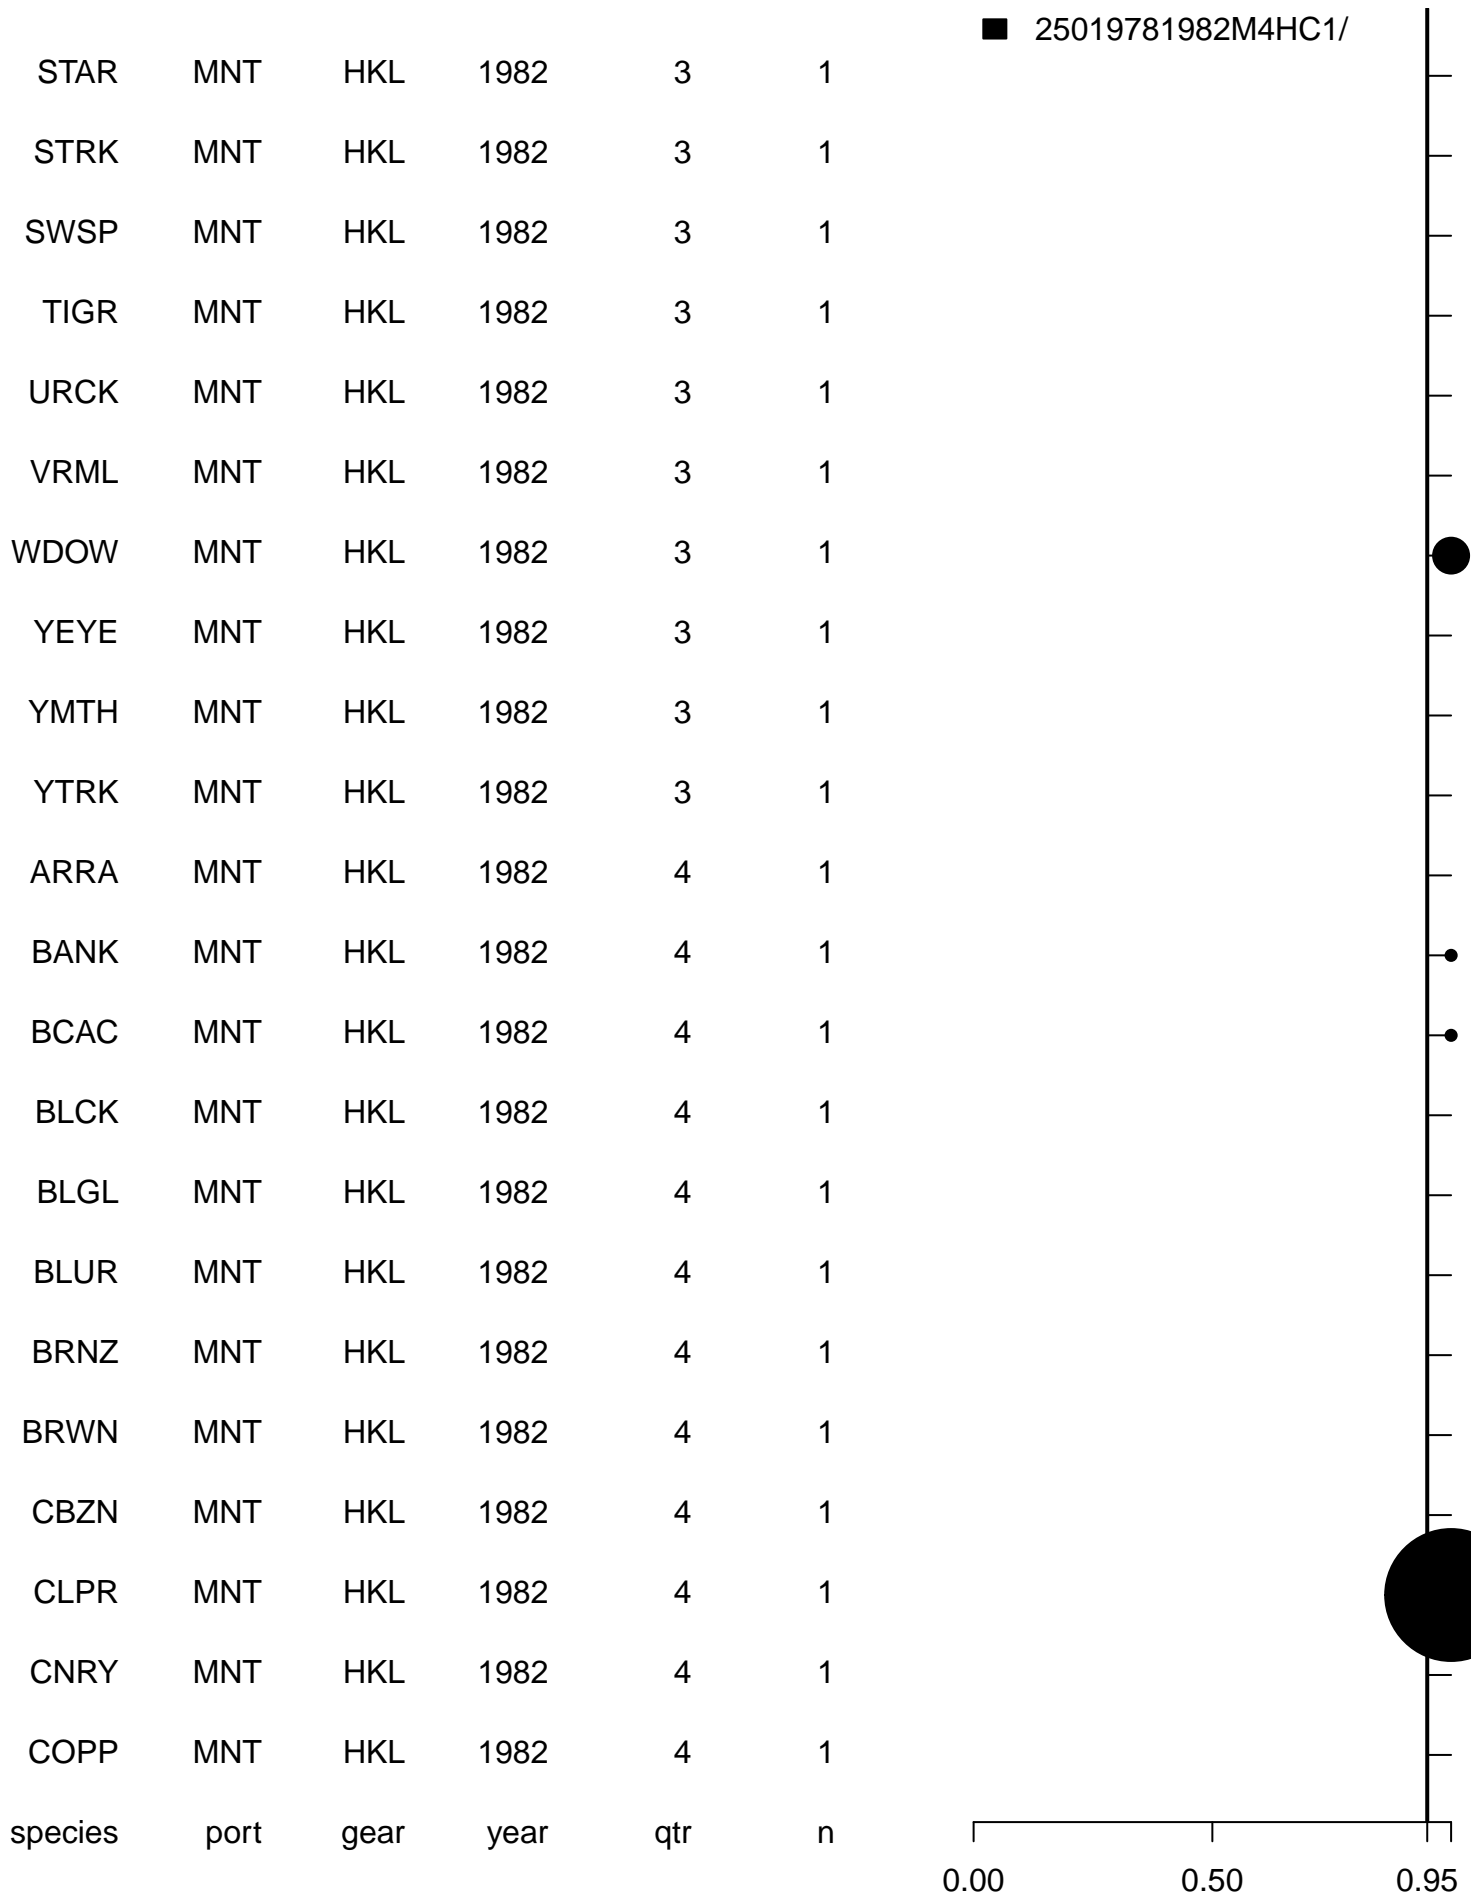 25019781982M4HC1/
STAR MNT HKL 1982 3 1
STRK MNT HKL 1982 3 1
SWSP MNT HKL 1982 3 1
TIGR MNT HKL 1982 3 1
URCK MNT HKL 1982 3 1
VRML MNT HKL 1982 3 1
WDOW MNT HKL 1982 3 1
YEYE MNT HKL 1982 3 1
YMTH MNT HKL 1982 3 1
YTRK MNT HKL 1982 3 1
ARRA MNT HKL 1982 4 1
BANK MNT HKL 1982 4 1
BCAC MNT HKL 1982 4 1
BLCK MNT HKL 1982 4 1
BLGL MNT HKL 1982 4 1
BLUR MNT HKL 1982 4 1
BRNZ MNT HKL 1982 4 1
BRWN MNT HKL 1982 4 1
CBZN MNT HKL 1982 4 1
CLPR MNT HKL 1982 4 1
CNRY MNT HKL 1982 4 1
COPP MNT HKL 1982 4 1
species port gear year qtr n
0.00 0.50 0.95